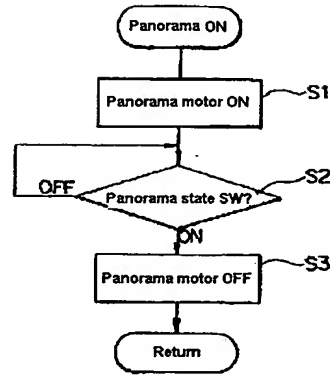 Panorama ON
Panorama motor ON
S1
Panorama state SW?
S2
OFF
ON
Panorama motor OFF
S3
Return